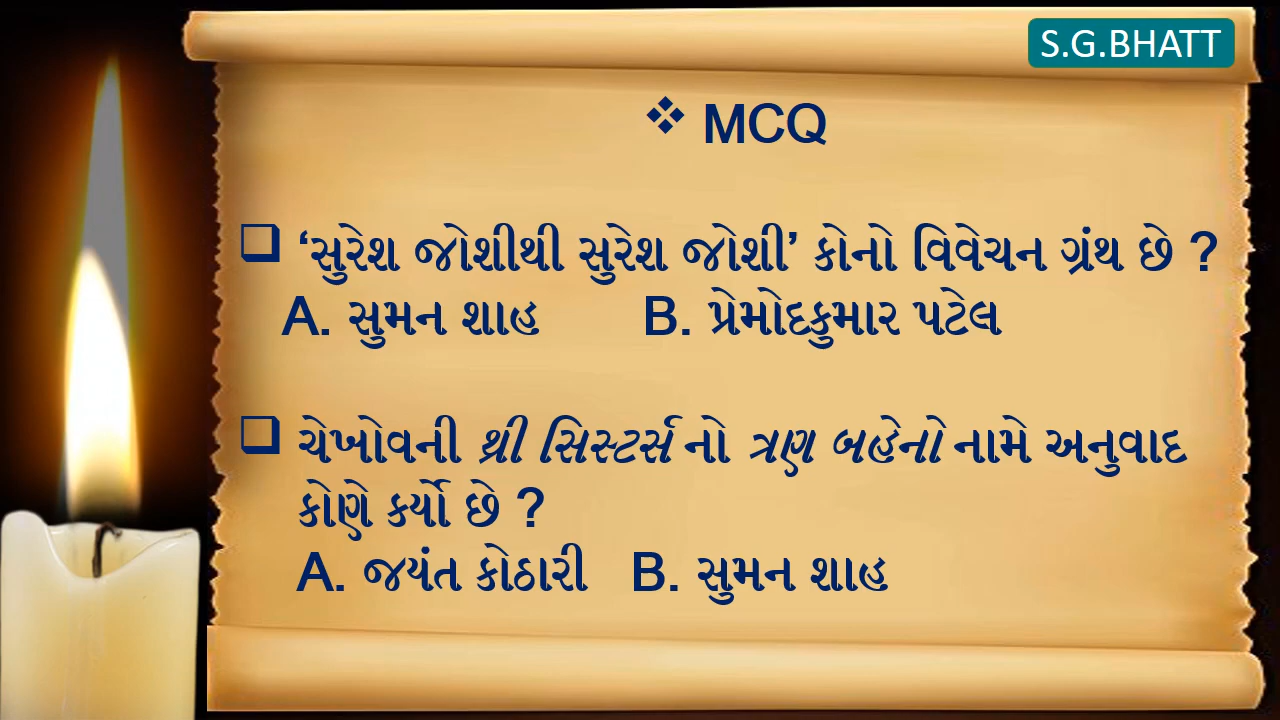 S.G.BHATT
❖ MCQ
❑ ‘સુરેશ જોશીથી સુરેશ જોશી’ કોનો વિવેચન ગ્રંથ છે ?
A. સુમન શાહ B. પ્રેમોદકુમાર પટેલ
❑ ચેખોવની થ્રી સિસ્ટર્સ નો ત્રણ બહેનો નામે અનુવાદ
કોણે કર્યો છે ?
A. જયંત કોઠારી B. સુમન શાહ